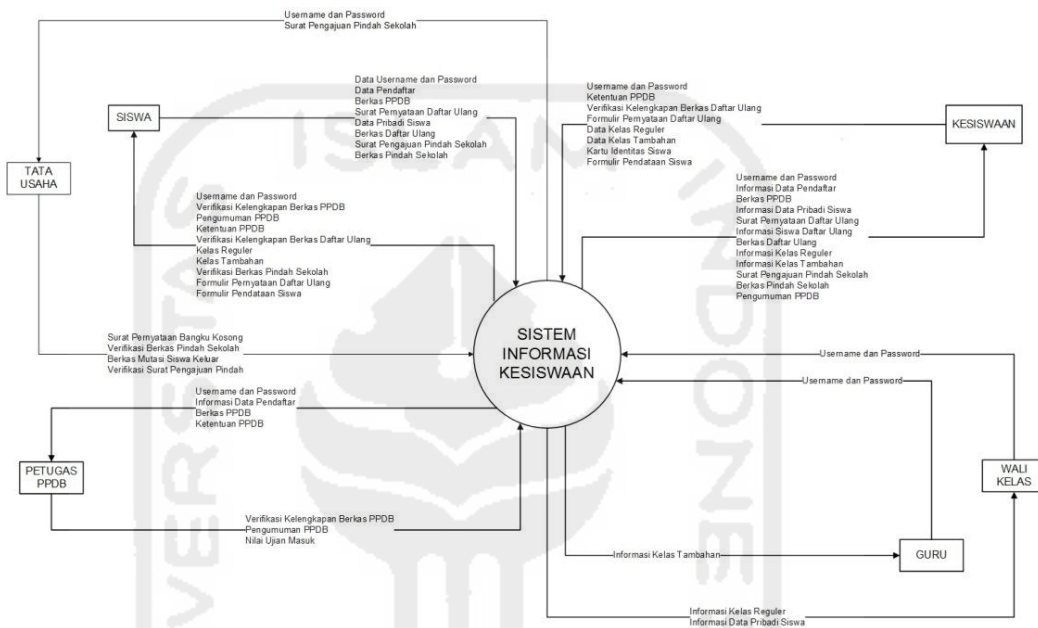 Username dan Password
Surat Pengajuan Pindah Sekolah
SISWA
Data Username dan Password
Data Pendaftar
Berkas PPDB
Surat Pernyataan Daftar Ulang
Data Pribadi Siswa
Berkas Daftar Ulang
Surat Pengajuan Pindah Sekolah
Berkas Pindah Sekolah
Username dan Password
Ketentuan PPDB
Verifikasi Kelengkapan Berkas Daftar Ulang
Formulir Pernyataan Daftar Ulang
Data Kelas Reguler
Data Kelas Tambahan
Kartu Identitas Siswa
Formulir Pendataan Siswa
KESISWAAN
TATA
USAHA
Username dan Password
Verifikasi Kelengkapan Berkas PPDB
Pengumuman PPDB
Ketentuan PPDB
Verifikasi Kelengkapan Berkas Daftar Ulang
Kelas Reguler
Kelas Tambahan
Verifikasi Berkas Pindah Sekolah
Formulir Pernyataan Daftar Ulang
Formulir Pendataan Siswa
Username dan Password
Informasi Data Pendaftar
Berkas PPDB
Informasi Data Pribadi Siswa
Surat Pernyataan Daftar Ulang
Informasi Siswa Daftar Ulang
Berkas Daftar Ulang
Informasi Kelas Reguler
Informasi Kelas Tambahan
Surat Pengajuan Pindah Sekolah
Berkas Pindah Sekolah
Pengumuman PPDB
SISTEM
INFORMASI
KESISWAAN
Surat Pernyataan Bangku Kosong
Verifikasi Berkas Pindah Sekolah
Berkas Mutasi Siswa Keluar
Verifikasi Surat Pengajuan Pindah
Username dan Password
Username dan Password
Username dan Password
Informasi Data Pendaftar
Berkas PPDB
Ketentuan PPDB
PETUGAS
PPDB
WALI
KELAS
Verifikasi Kelengkapan Berkas PPDB
Pengumuman PPDB
Nilai Ujian Masuk
Informasi Kelas Tambahan
GURU
Informasi Kelas Reguler
Informasi Data Pribadi Siswa
VERSITAS
ISLAM
INDONE